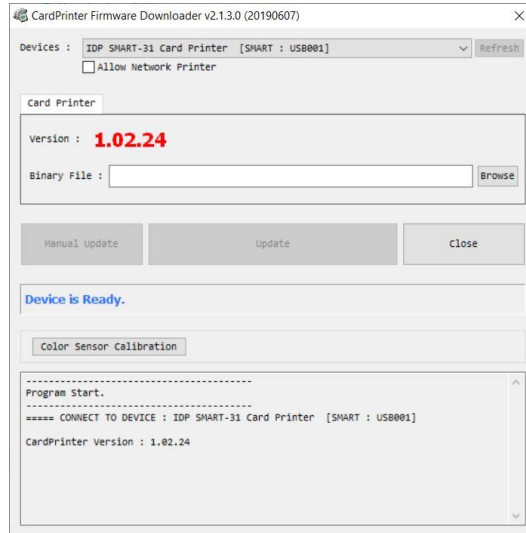 CardPrinter Firmware Downloader v2.1.3.0 (20190607)
Devices : IDP SMART-31 Card Printer [SMART : USB001] Refresh
Allow Network Printer
Card Printer
Version : 1.02.24
Binary File : Browse
Manual Update Update Close
Device is Ready.
Color Sensor Calibration
----------------------------------------
Program Start.
----------------------------------------
===== CONNECT TO DEVICE : IDP SMART-31 Card Printer [SMART : USB001]
CardPrinter Version : 1.02.24